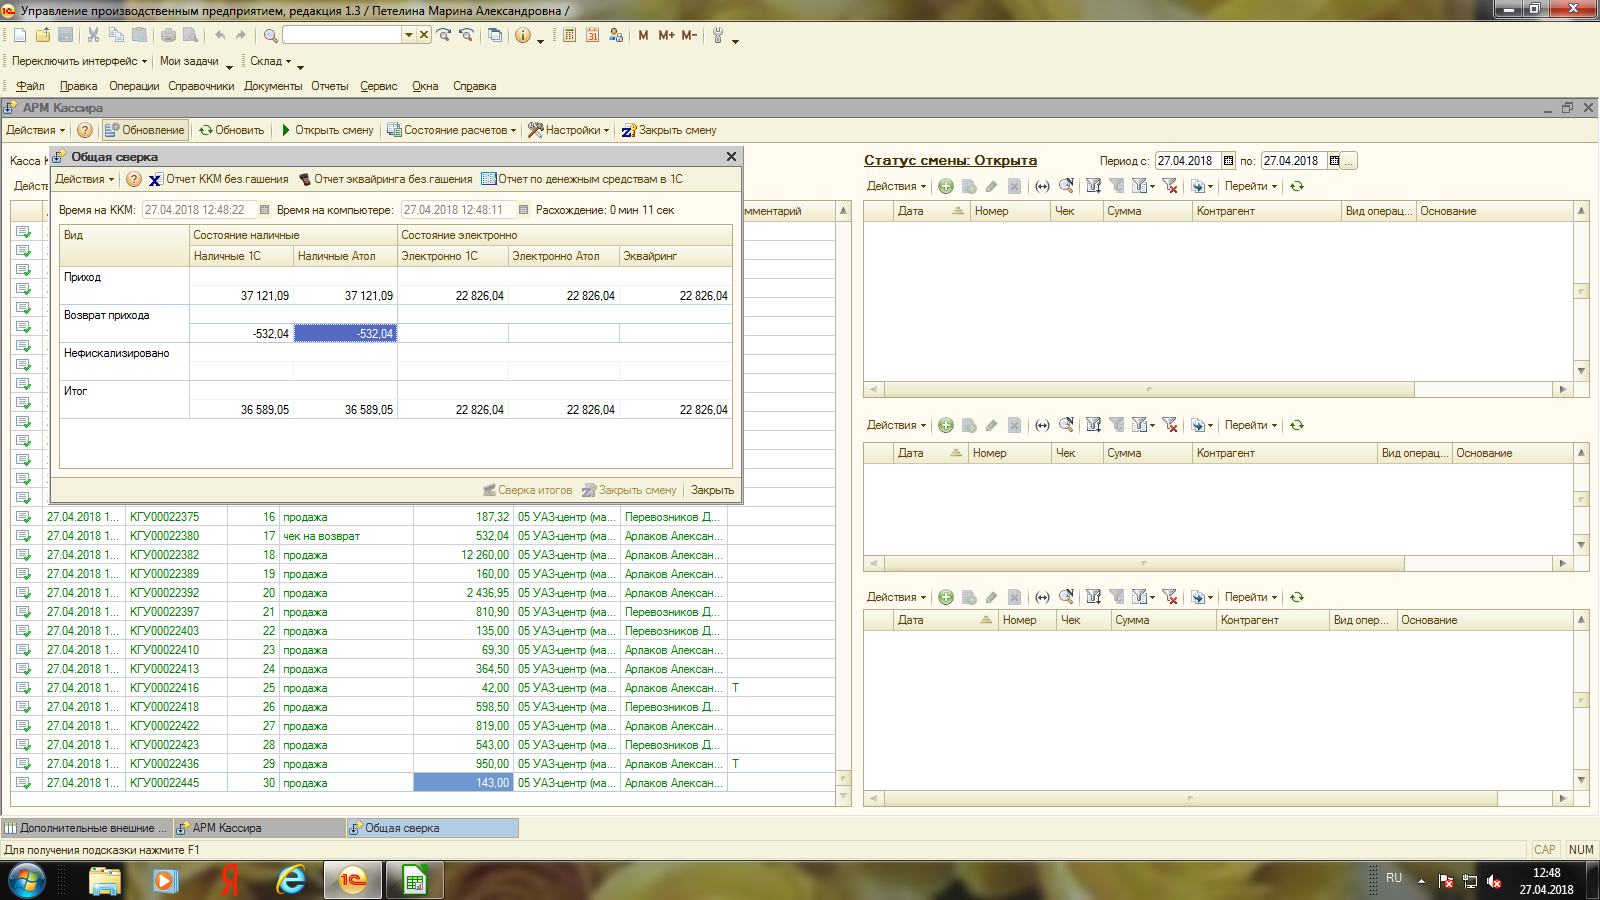 Управление производственным предприятием, редакция 1.3 / Петелина Марина Александровна /
M M+ M-
Переключить интерфейс Мои задачи Склад
Файл Правка Операции Справочники Документы Отчеты Сервис Окна Справка
АРМ Кассира
Действия Обновление Обновить Открыть смену Состояние расчетов Настройки Закрыть смену
Касса
Общая сверка
Действия Отчет ККМ без гашения Отчет эквайринга без гашения Отчет по денежным средствам в 1С
Время на ККМ: 27.04.2018 12:48:22 Время на компьютере: 27.04.2018 12:48:11 Расхождение: 0 мин 11 сек
Вид Состояние наличные Состояние электронно
Наличные 1С Наличные Атол Электронно 1С Электронно Атол Эквайринг
Приход
37 121,09 37 121,09 22 826,04 22 826,04 22 826,04
Возврат прихода
-532,04 -532,04
Нефискализировано
Итог
36 589,05 36 589,05 22 826,04 22 826,04 22 826,04
Сверка итогов Закрыть смену Закрыть
27.04.2018 1... КГУ00022375 16 продажа 187,32 05 УАЗ-центр (ма... Перевозников Д...
27.04.2018 1... КГУ00022380 17 чек на возврат 532,04 05 УАЗ-центр (ма... Арлаков Алексан...
27.04.2018 1... КГУ00022382 18 продажа 12 260,00 05 УАЗ-центр (ма... Арлаков Алексан...
27.04.2018 1... КГУ00022389 19 продажа 160,00 05 УАЗ-центр (ма... Арлаков Алексан...
27.04.2018 1... КГУ00022392 20 продажа 2 436,95 05 УАЗ-центр (ма... Арлаков Алексан...
27.04.2018 1... КГУ00022397 21 продажа 810,90 05 УАЗ-центр (ма... Перевозников Д...
27.04.2018 1... КГУ00022403 22 продажа 135,00 05 УАЗ-центр (ма... Перевозников Д...
27.04.2018 1... КГУ00022410 23 продажа 69,30 05 УАЗ-центр (ма... Арлаков Алексан...
27.04.2018 1... КГУ00022413 24 продажа 364,50 05 УАЗ-центр (ма... Арлаков Алексан...
27.04.2018 1... КГУ00022416 25 продажа 42,00 05 УАЗ-центр (ма... Арлаков Алексан... Т
27.04.2018 1... КГУ00022418 26 продажа 598,50 05 УАЗ-центр (ма... Перевозников Д...
27.04.2018 1... КГУ00022422 27 продажа 819,00 05 УАЗ-центр (ма... Арлаков Алексан...
27.04.2018 1... КГУ00022423 28 продажа 543,00 05 УАЗ-центр (ма... Перевозников Д...
27.04.2018 1... КГУ00022436 29 продажа 950,00 05 УАЗ-центр (ма... Арлаков Алексан... Т
27.04.2018 1... КГУ00022445 30 продажа 143,00 05 УАЗ-центр (ма... Арлаков Алексан...
Статус смены: Открыта Период с: 27.04.2018 по: 27.04.2018 ...
Действия Перейти
Дата Номер Чек Сумма Контрагент Вид операц... Основание
Действия Перейти
Дата Номер Чек Сумма Контрагент Вид операц... Основание
Действия Перейти
Дата Номер Чек Сумма Контрагент Вид опер... Основание
Дополнительные внешние ... АРМ Кассира Общая сверка
Для получения подсказки нажмите F1 CAP NUM
RU 12:48
27.04.2018